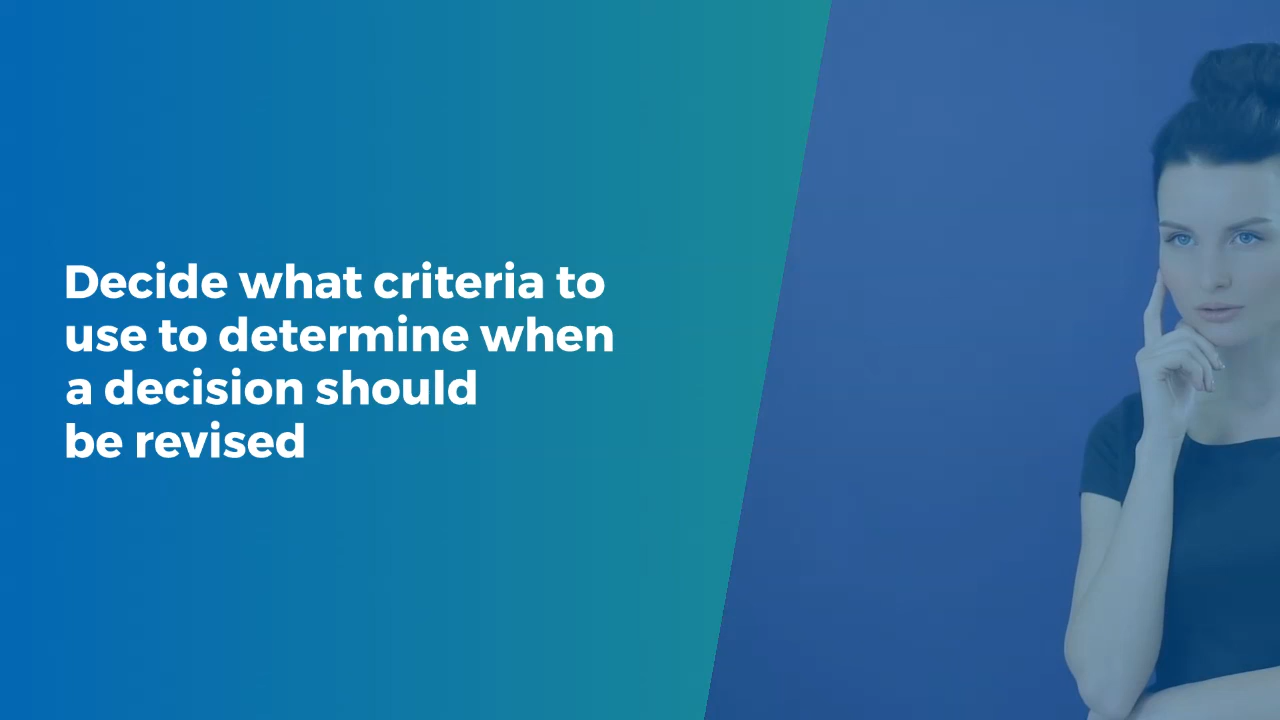 Decide what criteria to
use to determine when
a decision should
be revised